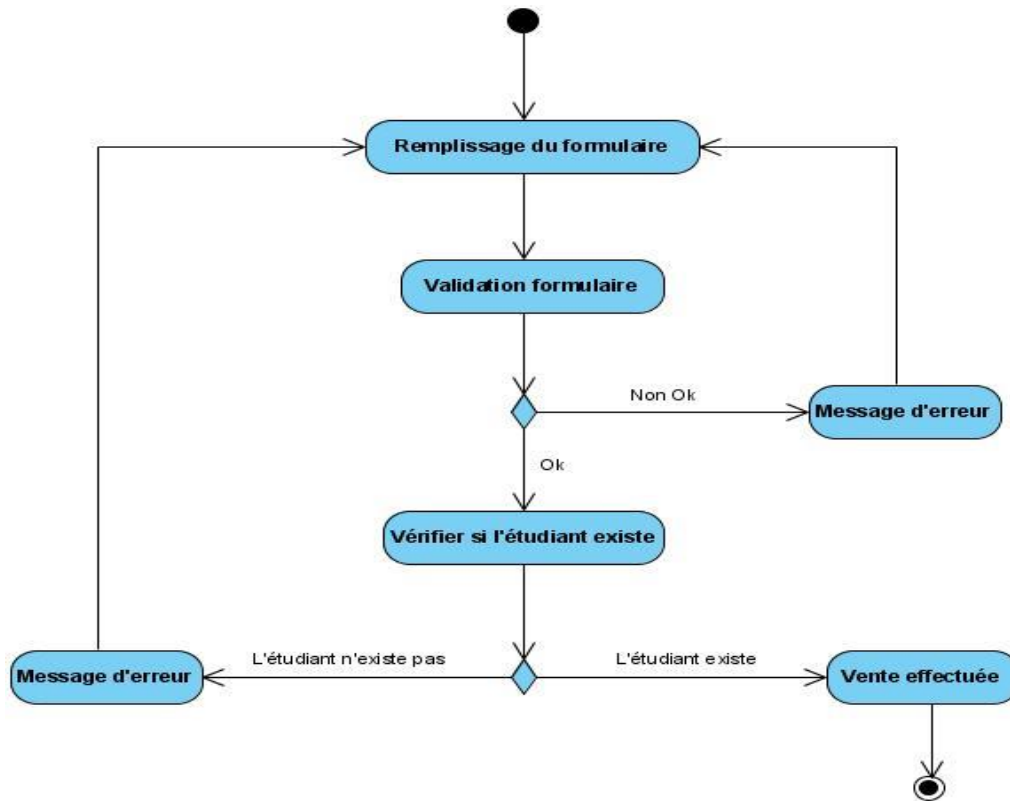 Remplissage du formulaire
Validation formulaire
Non Ok
Message d'erreur
Ok
Vérifier si l'étudiant existe
L'étudiant n'existe pas
L'étudiant existe
Message d'erreur
Vente effectuée